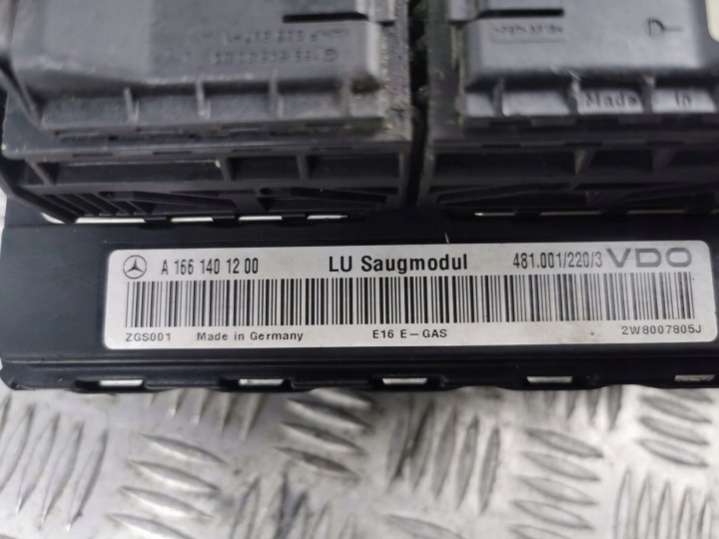 Made in
A 166 140 12 00 LU Saugmodul 481.001/220/3 VDO
ZGS001 Made in Germany E16 E-GAS 2W8007805J